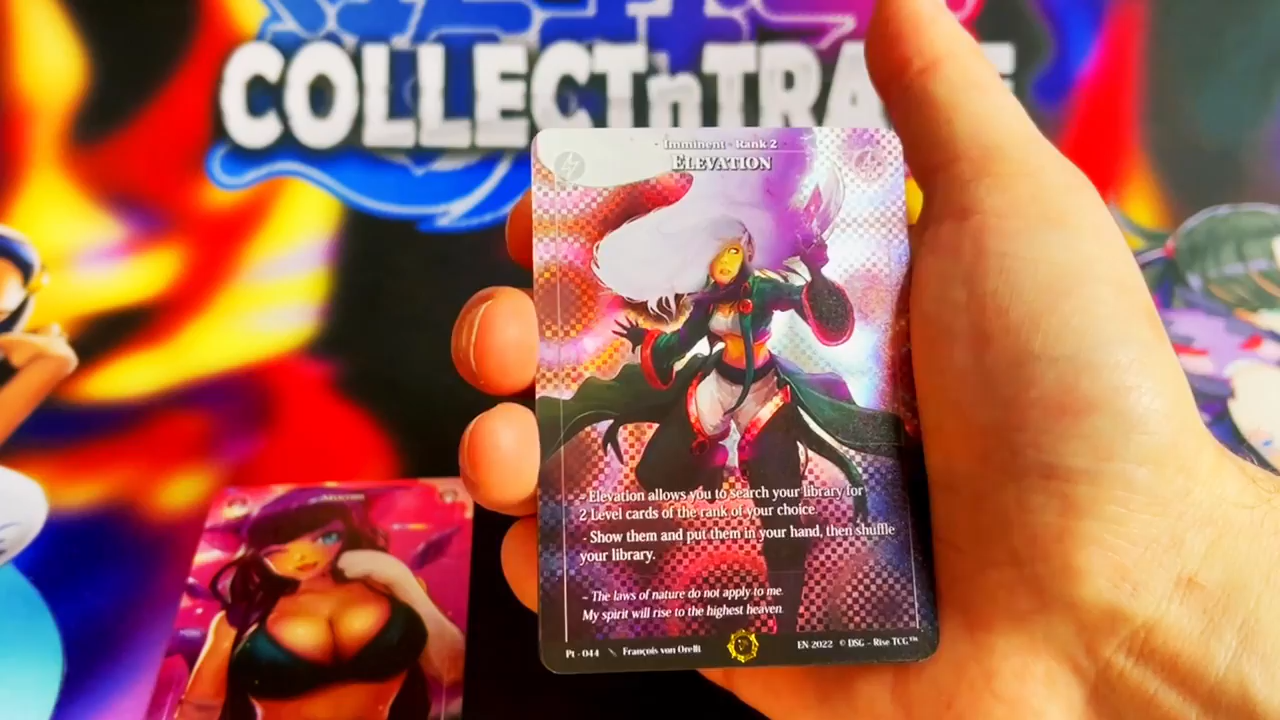 COLLECTnTRA E
· Imminent - Rank 2 ·
ELEVATION
- Elevation allows you to search your library for
2 Level cards of the rank of your choice.
- Show them and put them in your hand, then shuffle
your library.
- The laws of nature do not apply to me.
My spirit will rise to the highest heaven.
Pt - 044 François von Orelli EN-2022 © DSG - Rise TCG™